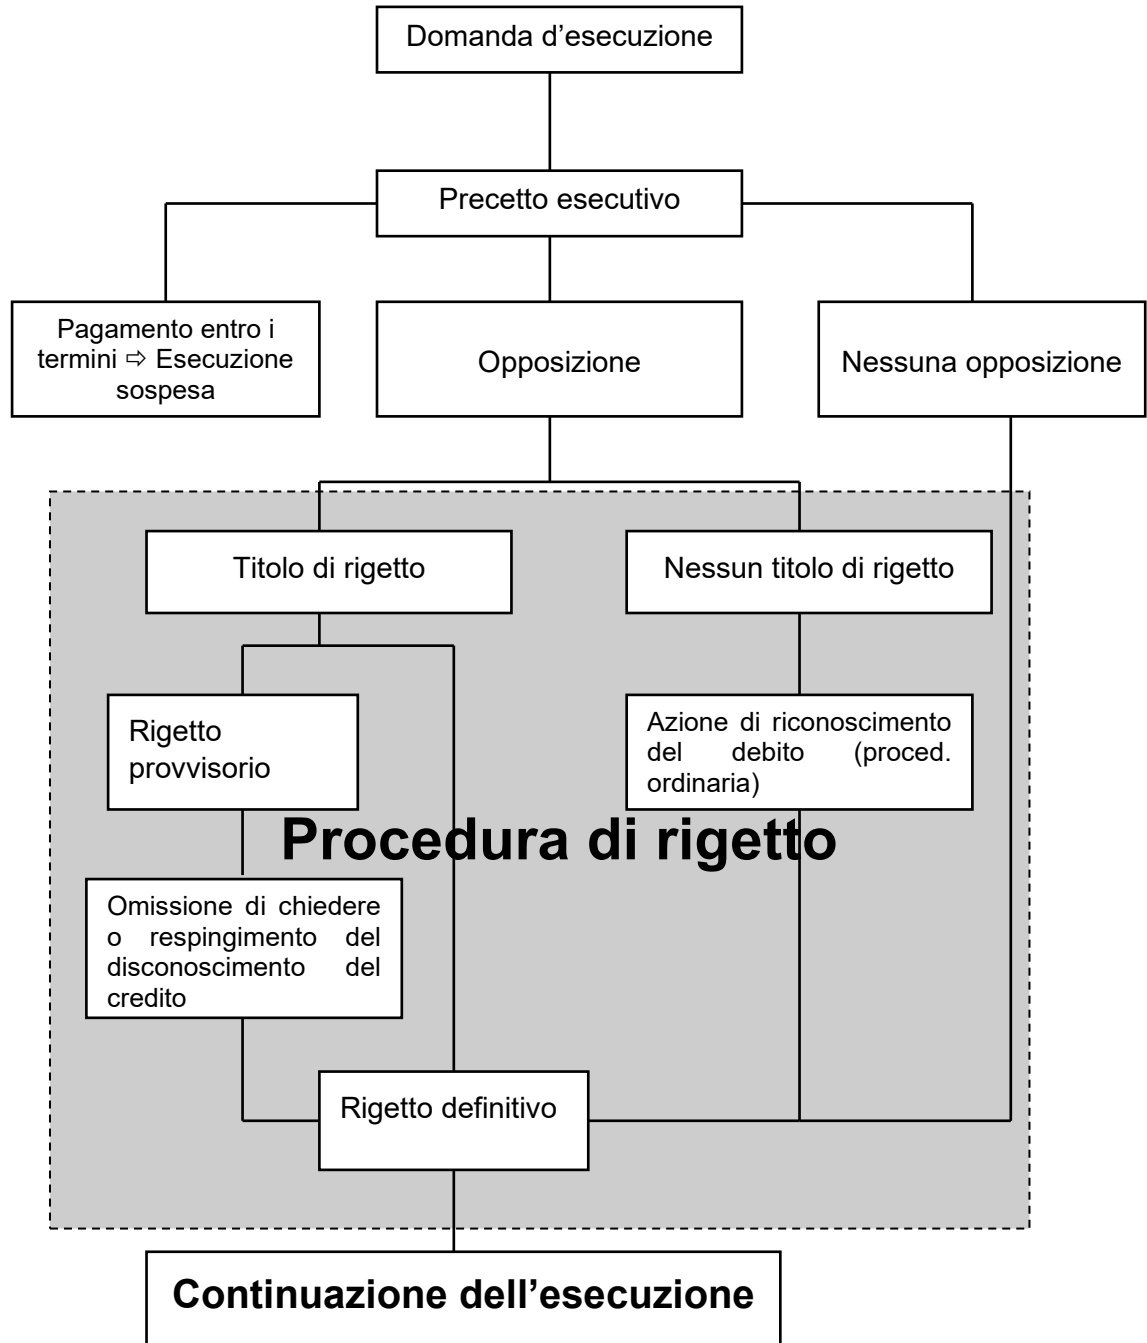 Domanda d'esecuzione
Precetto esecutivo
Pagamento entro i
termini ⇨ Esecuzione
sospesa
Opposizione
Nessuna opposizione
Titolo di rigetto
Nessun titolo di rigetto
Rigetto
provvisorio
Azione di riconoscimento
del debito (proced.
ordinaria)
Procedura di rigetto
Omissione di chiedere
o respingimento del
disconoscimento del
credito
Rigetto definitivo
Continuazione dell'esecuzione